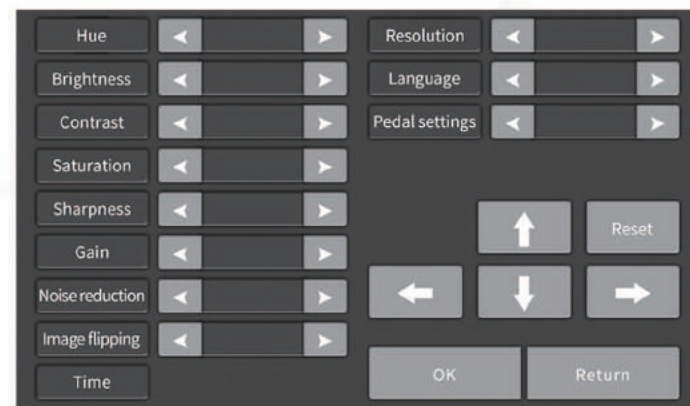 Hue
Brightness
Contrast
Saturation
Sharpness
Gain
Noise reduction
Image flipping
Time
Resolution
Language
Pedal settings
Reset
OK
Return